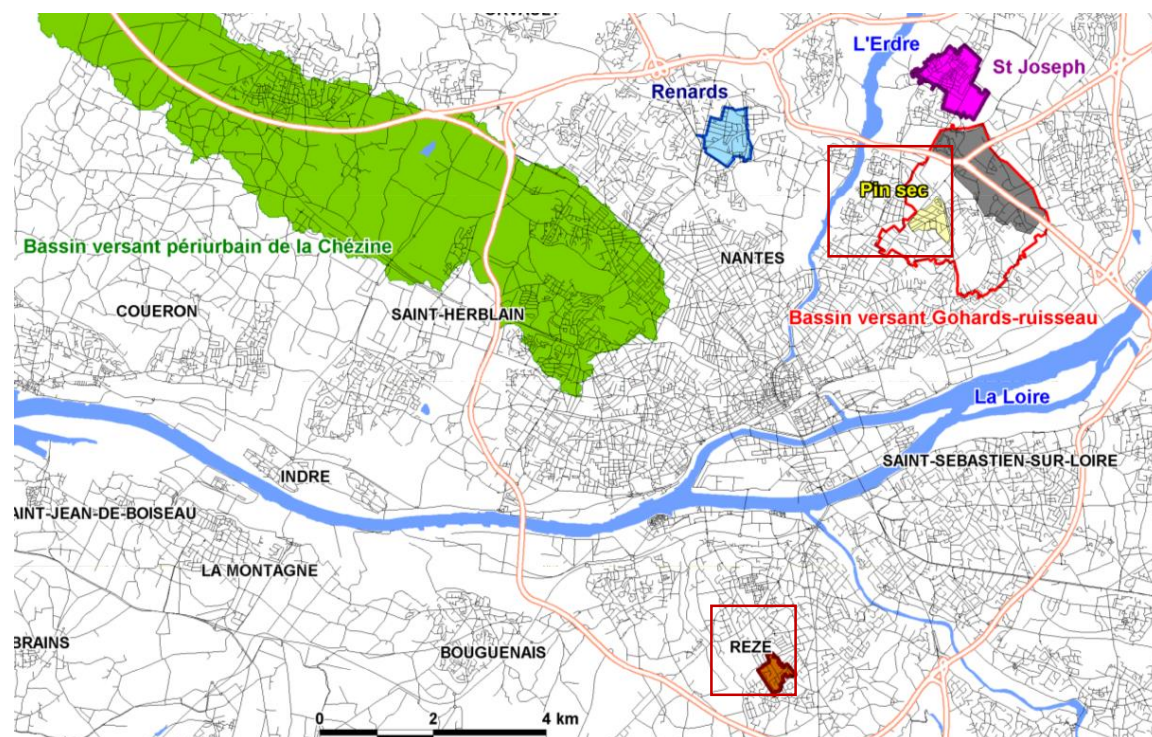 L'Erdre
St Joseph
Renards
Pin sec
Bassin versant périurbain de la Chézine
NANTES
COUERON
SAINT-HERBLAIN
Bassin versant Gohards-ruisseau
La Loire
SAINT-SEBASTIEN-SUR-LOIRE
INDRE
AINT-JEAN-DE-BOISEAU
LA MONTAGNE
BRAINS
BOUGUENAIS
REZE
0 2 4 km